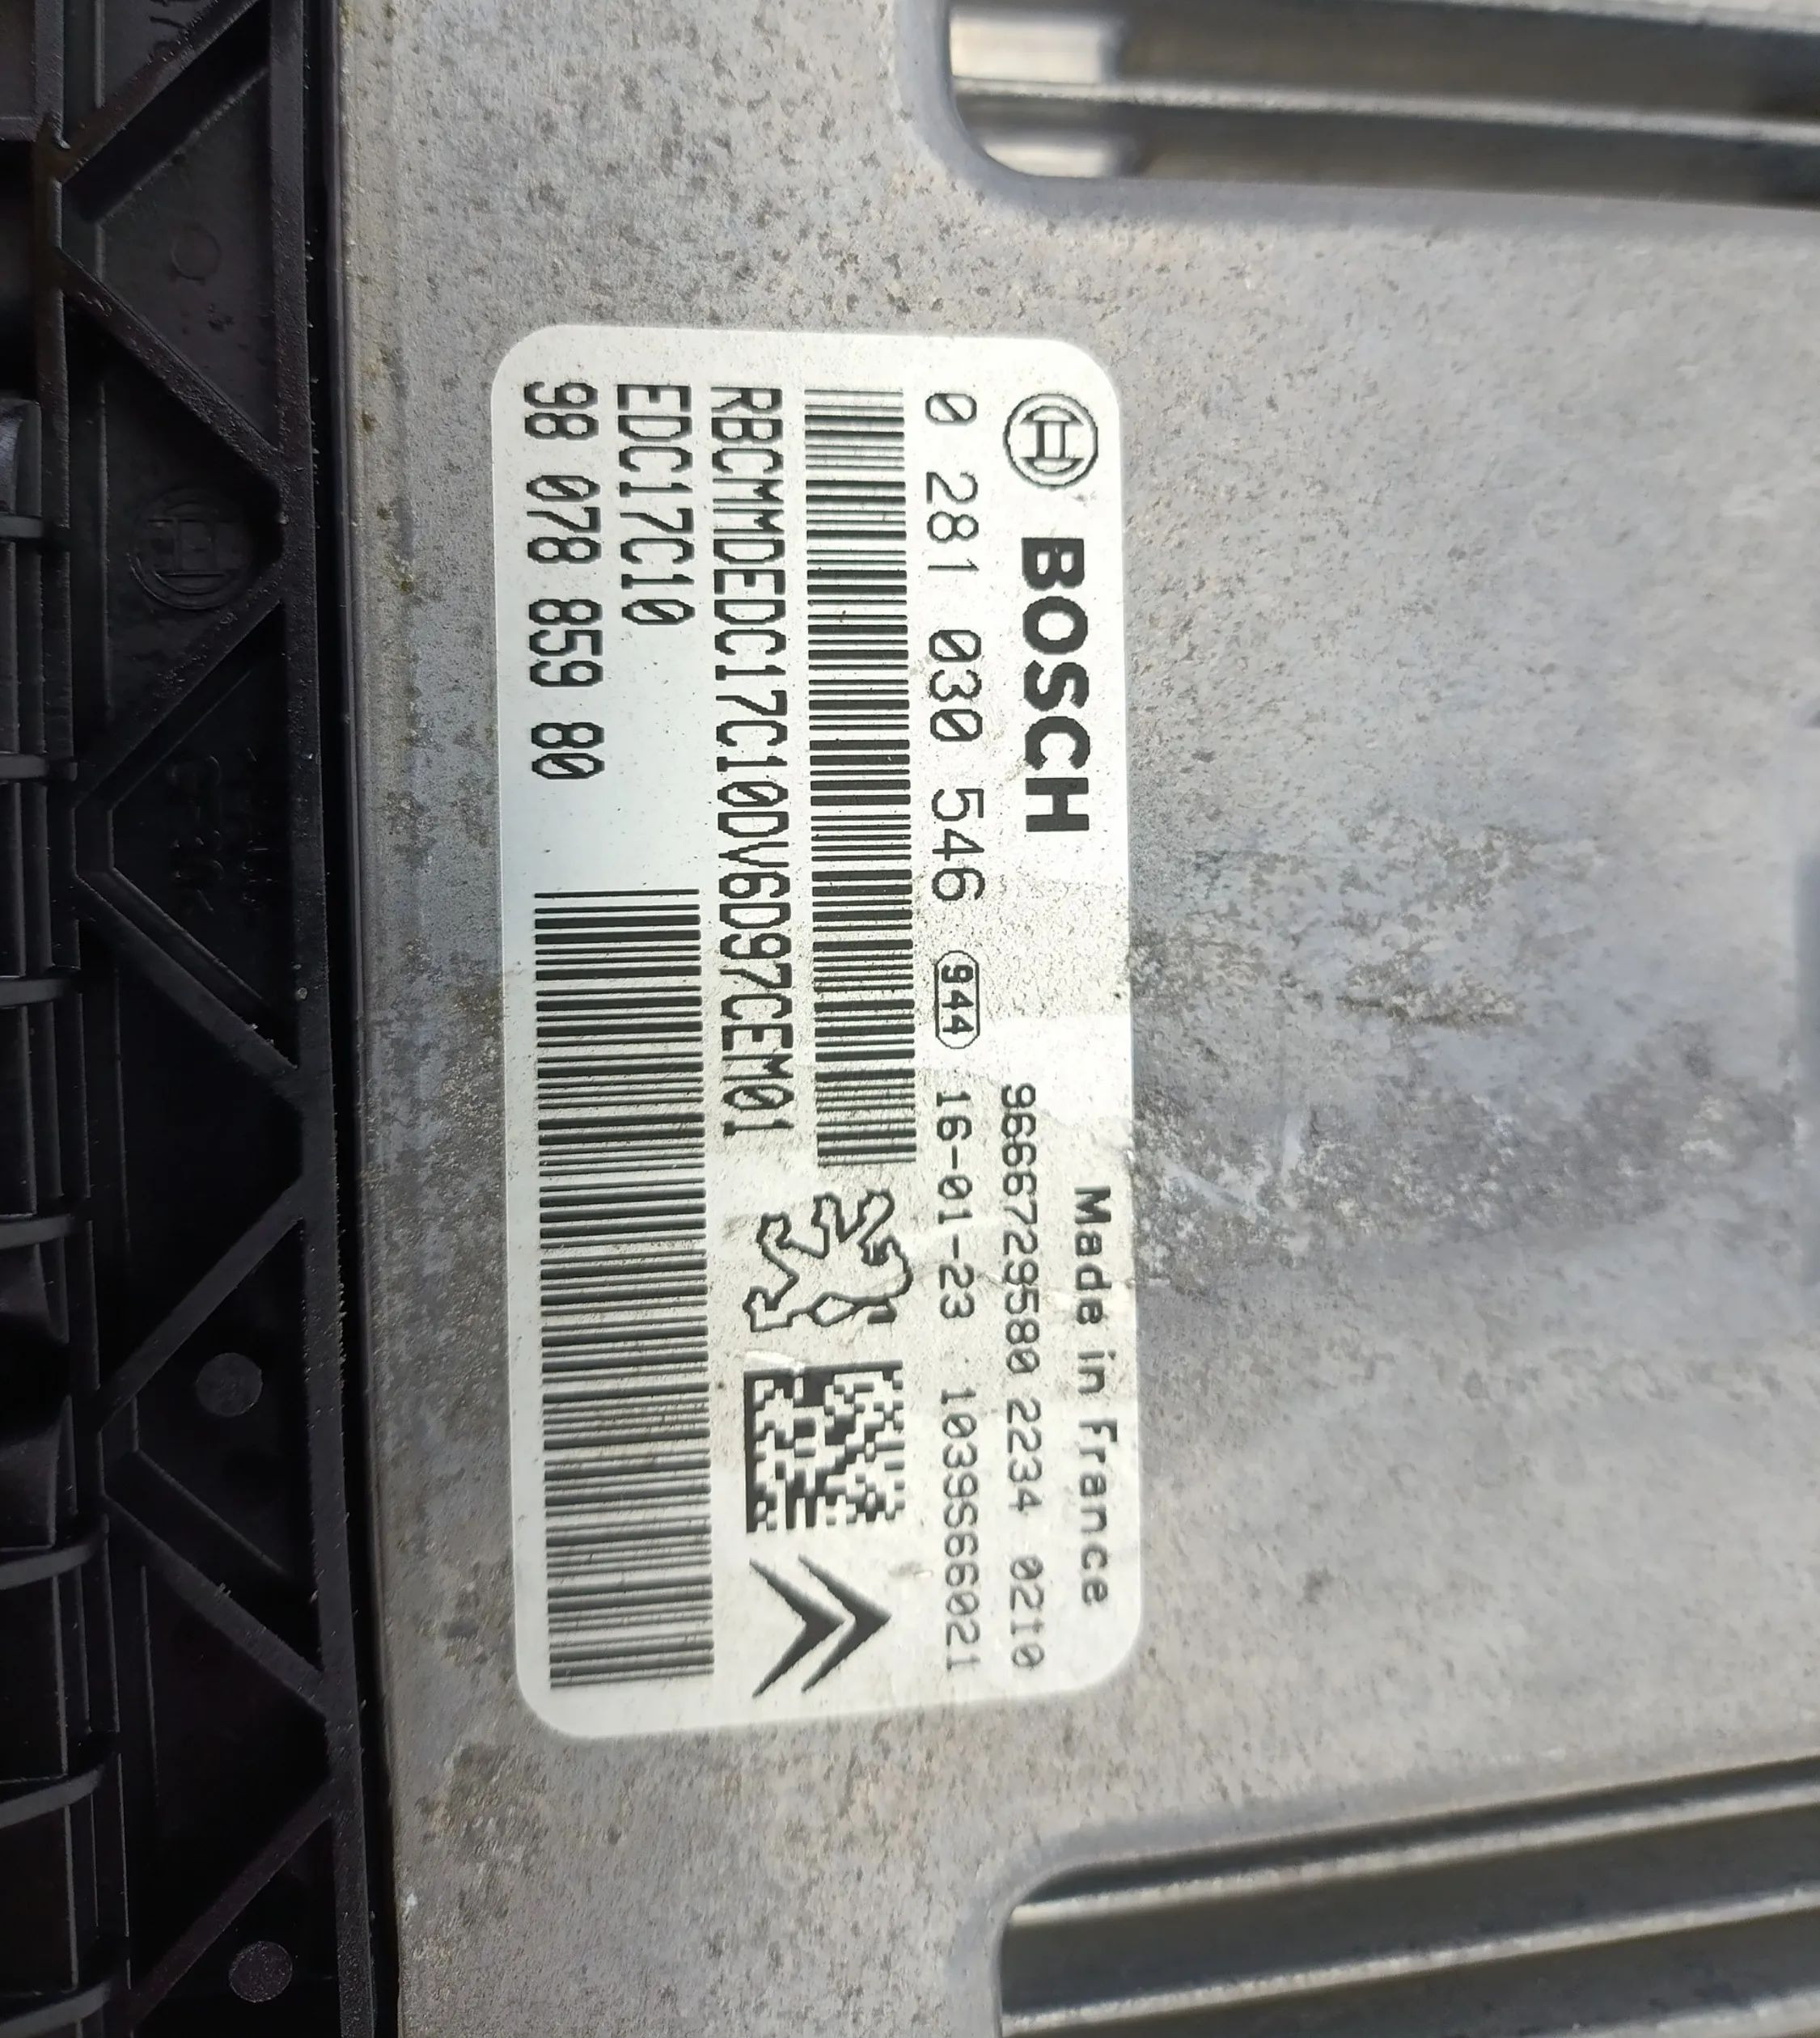 BOSCH
Made in France
9666729580 2234 0210
0 281 030 546 944 16-01-23 1039S66021
RBCMMDEDC17C10DV6D97CEM01
EDC17C10
98 078 859 80